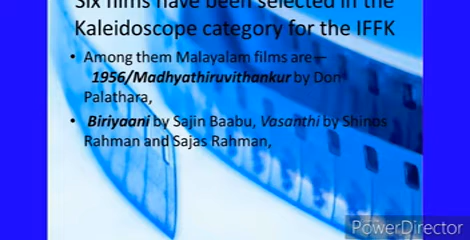 Six films have been selected in the
Kaleidoscope category for the IFFK
• Among them Malayalam films are –
1956/Madhyathiruvithankur by Don
Palathara,
• Biriyaani by Sajin Baabu, Vasanthi by Shinos
Rahman and Sajas Rahman,
PowerDirector